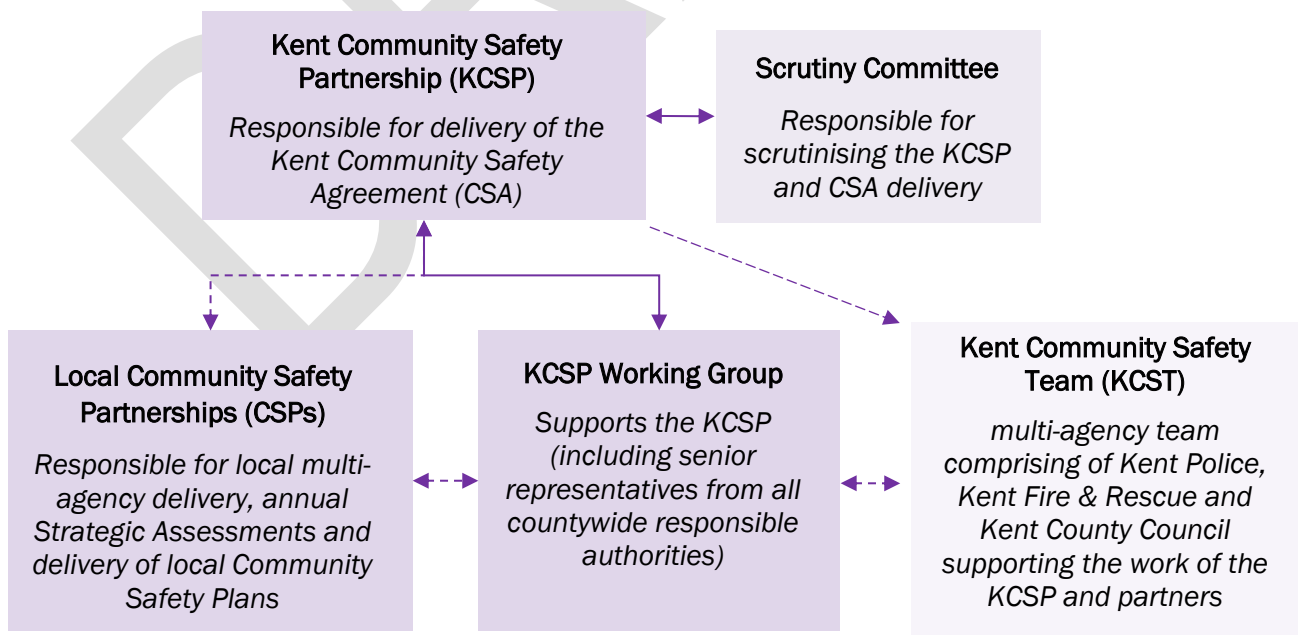 Kent Community Safety
Partnership (KCSP)
Responsible for delivery of the
Kent Community Safety
Agreement (CSA)
Scrutiny Committee
Responsible for
scrutinising the KCSP
and CSA delivery
Local Community Safety
Partnerships (CSPs)
Responsible for local multi-
agency delivery, annual
Strategic Assessments and
delivery of local Community
Safety Plans
KCSP Working Group
Supports the KCSP
(including senior
representatives from all
countywide responsible
authorities)
Kent Community Safety
Team (KCST)
multi-agency team
comprising of Kent Police,
Kent Fire & Rescue and
Kent County Council
supporting the work of the
KCSP and partners